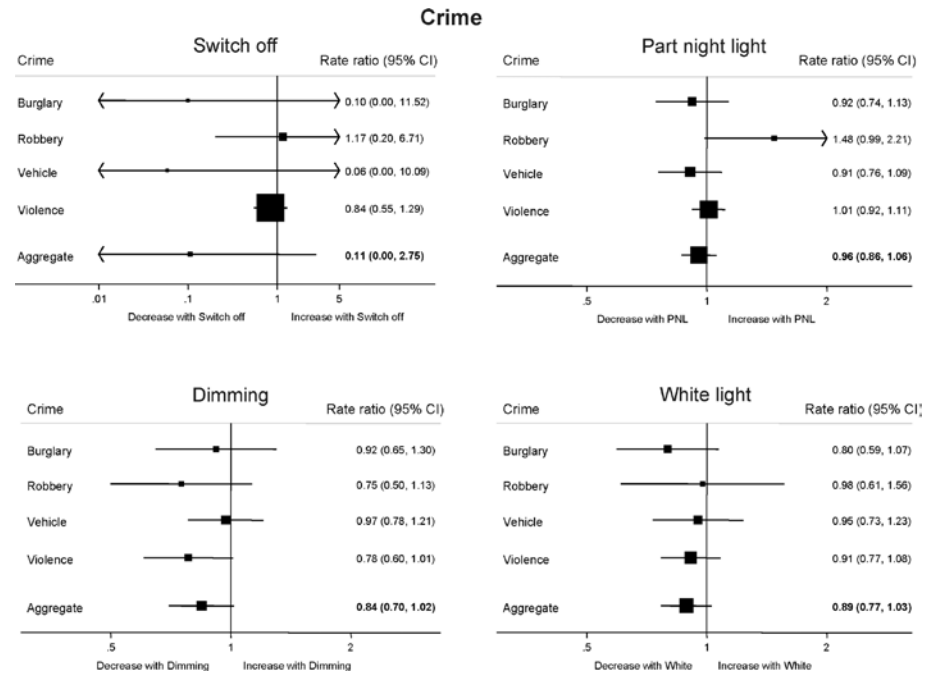 Crime
Switch off
Crime Rate ratio (95% CI)
Burglary 0.10 (0.00, 11.52)
Robbery 1.17 (0.20, 6.71)
Vehicle 0.06 (0.00, 10.09)
Violence 0.84 (0.55, 1.29)
Aggregate 0.11 (0.00, 2.75)
.01 .1 1 5
Decrease with Switch off Increase with Switch off
Part night light
Crime Rate ratio (95% CI)
Burglary 0.92 (0.74, 1.13)
Robbery 1.48 (0.99, 2.21)
Vehicle 0.91 (0.76, 1.09)
Violence 1.01 (0.92, 1.11)
Aggregate 0.96 (0.86, 1.06)
.5 1 2
Decrease with PNL Increase with PNL
Dimming
Crime Rate ratio (95% CI)
Burglary 0.92 (0.65, 1.30)
Robbery 0.75 (0.50, 1.13)
Vehicle 0.97 (0.78, 1.21)
Violence 0.78 (0.60, 1.01)
Aggregate 0.84 (0.70, 1.02)
.5 1 2
Decrease with Dimming Increase with Dimming
White light
Crime Rate ratio (95% CI)
Burglary 0.80 (0.59, 1.07)
Robbery 0.98 (0.61, 1.56)
Vehicle 0.95 (0.73, 1.23)
Violence 0.91 (0.77, 1.08)
Aggregate 0.89 (0.77, 1.03)
.5 1 2
Decrease with White Increase with White